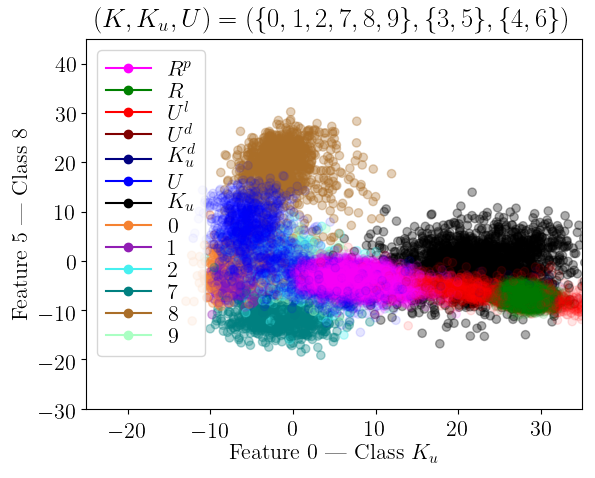 (K, K_u, U) = ({0, 1, 2, 7, 8, 9}, {3, 5}, {4, 6})
R^p
R
U^l
U^d
K_u^d
U
K_u
0
1
2
7
8
9
Feature 5 — Class 8
40
30
20
10
0
−10
−20
−30
−20
−10
0
10
20
30
Feature 0 — Class K_u